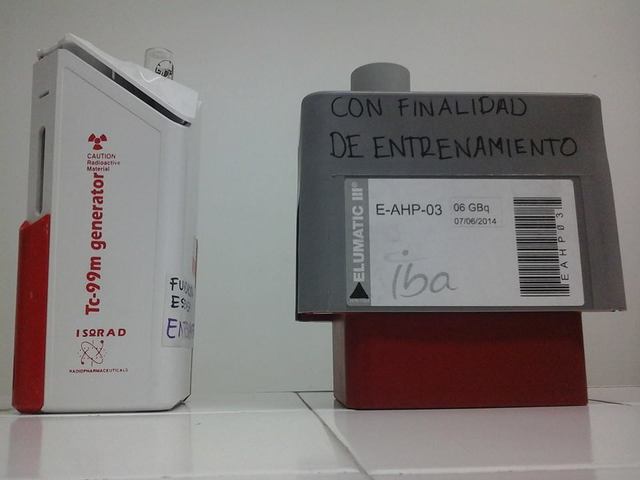 CAUTION
Radioactive
Material
Tc-99m generator
ISORAD
RADIOPHARMACEUTICALS
CON FINALIDAD
DE ENTRENAMIENTO
ELUMATIC III®
E-AHP-03
06 GBq
07/06/2014
iba
EAHP03